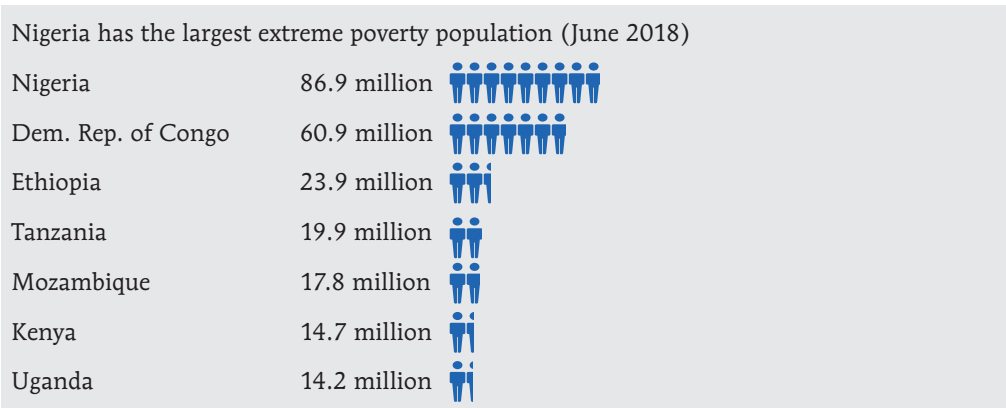 Nigeria has the largest extreme poverty population (June 2018)
Nigeria 86.9 million
Dem. Rep. of Congo 60.9 million
Ethiopia 23.9 million
Tanzania 19.9 million
Mozambique 17.8 million
Kenya 14.7 million
Uganda 14.2 million